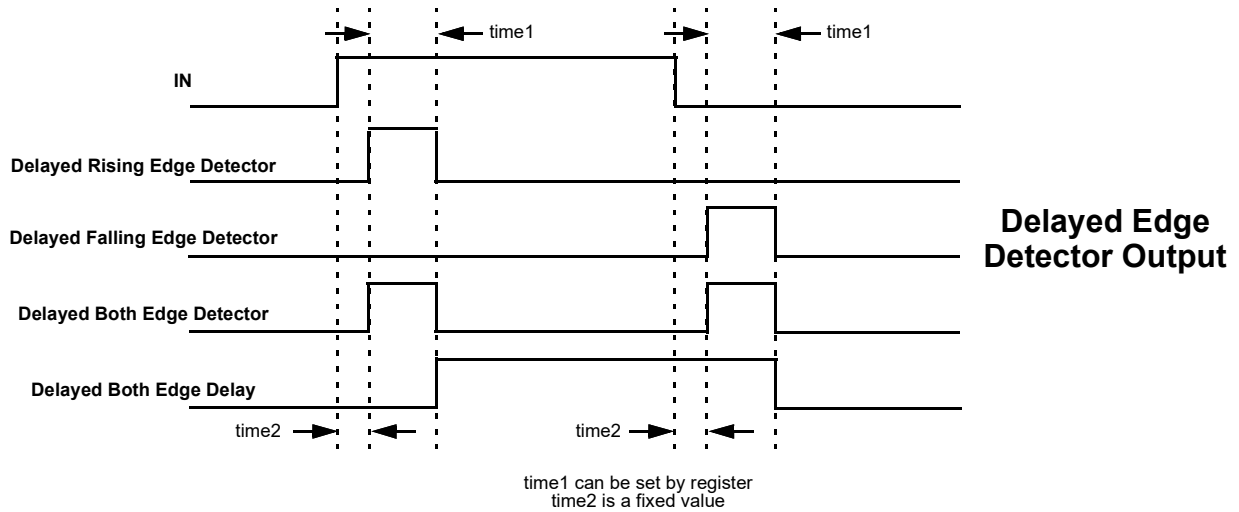 time1
time1
IN
Delayed Rising Edge Detector
Delayed Falling Edge Detector
Delayed Edge
Detector Output
Delayed Both Edge Detector
Delayed Both Edge Delay
time2
time2
time1 can be set by register
time2 is a fixed value